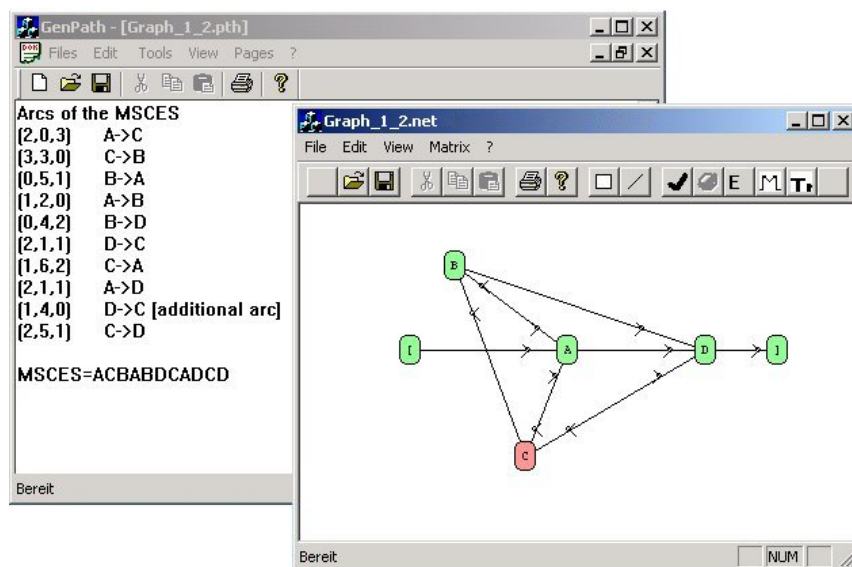 GenPath - [Graph_1_2.pth]
Files Edit Tools View Pages ?
Arcs of the MSCES
(2,0,3) A->C
(3,3,0) C->B
(0,5,1) B->A
(1,2,0) A->B
(0,4,2) B->D
(2,1,1) D->C
(1,6,2) C->A
(2,1,1) A->D
(1,4,0) D->C [additional arc]
(2,5,1) C->D
MSCES=ACBABDCADCD
Bereit
Graph_1_2.net
File Edit View Matrix ?
E
B
[ A D ]
C
Bereit NUM